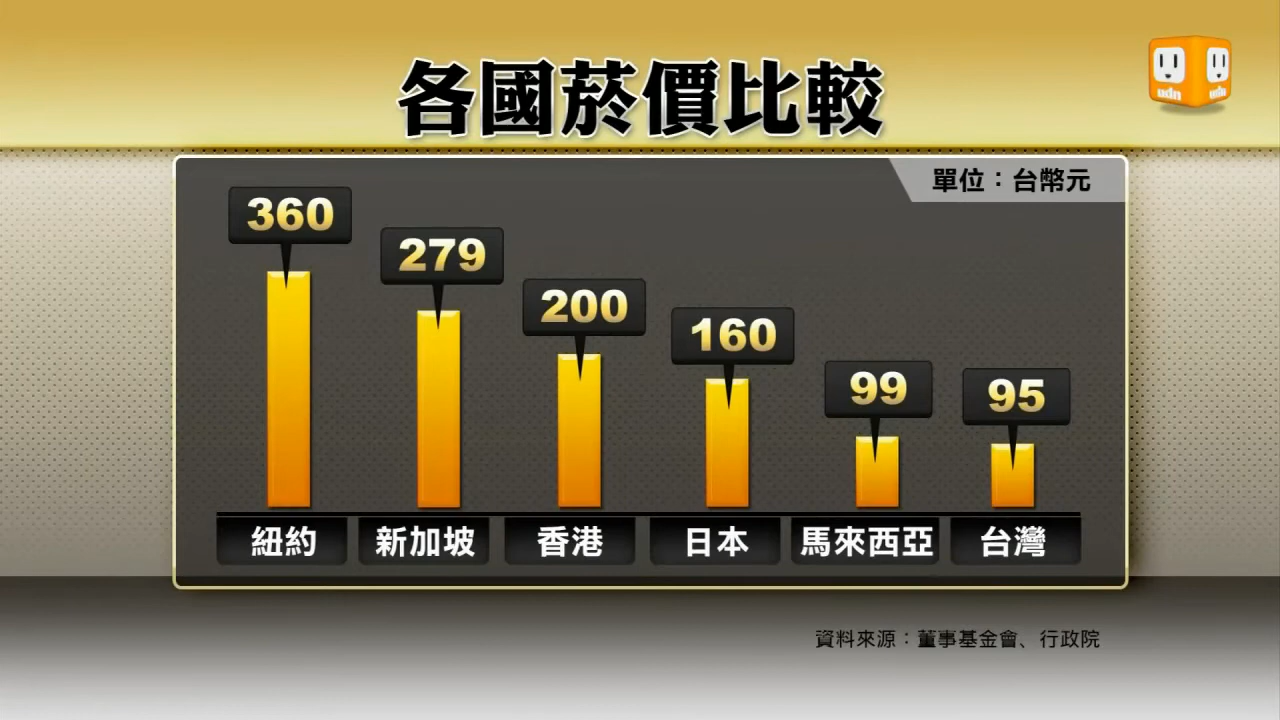 各國菸價比較
udn
udn
單位：台幣元
360
279
200
160
99
95
紐約
新加坡
香港
日本
馬來西亞
台灣
資料來源：董事基金會、行政院